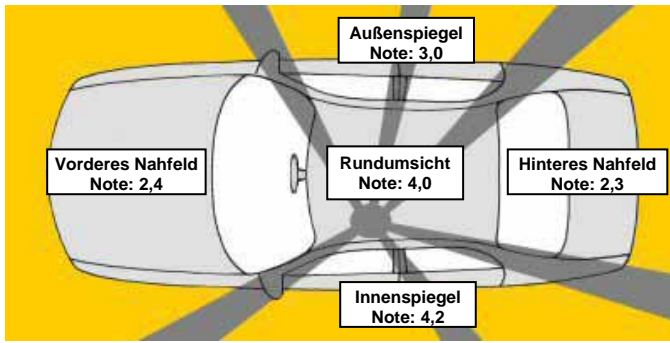 Außenspiegel
Note: 3,0
Vorderes Nahfeld
Note: 2,4
Rundumsicht
Note: 4,0
Hinteres Nahfeld
Note: 2,3
Innenspiegel
Note: 4,2